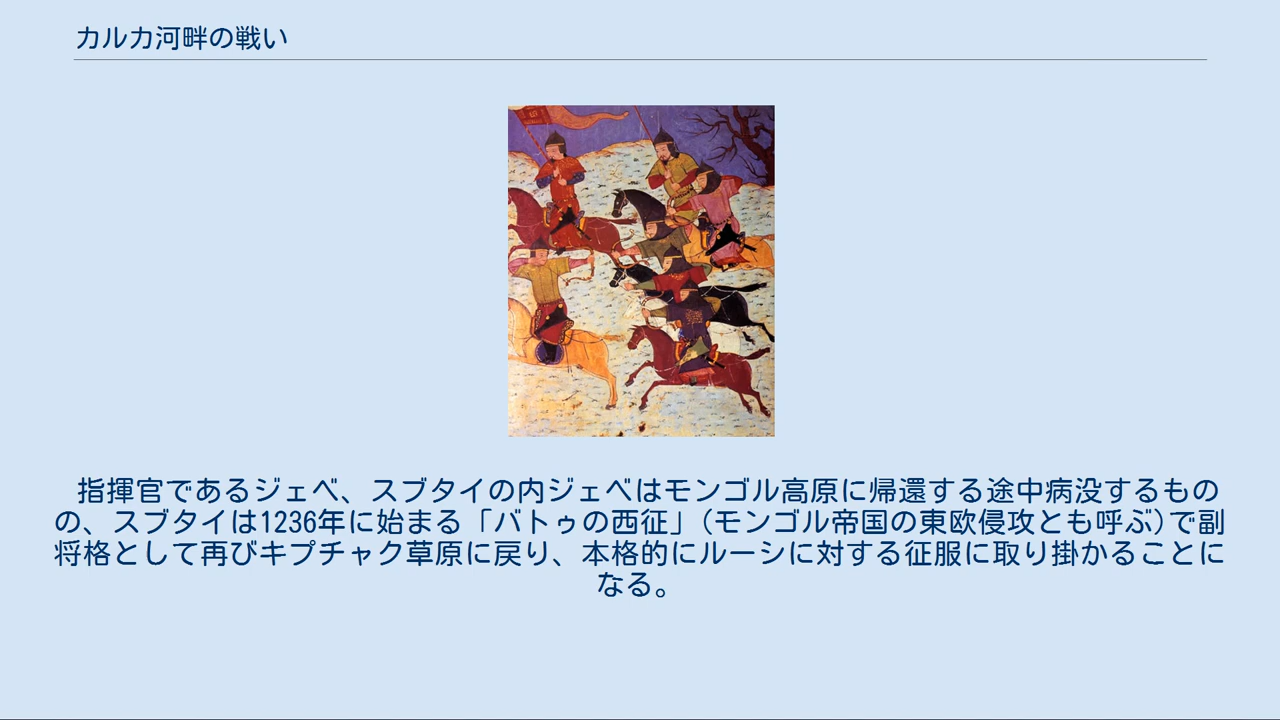 カルカ河畔の戦い
指揮官であるジェベ、スブタイの内ジェベはモンゴル高原に帰還する途中病没するもの
の、スブタイは1236年に始まる「バトゥの西征」(モンゴル帝国の東欧侵攻とも呼ぶ)で副
将格として再びキプチャク草原に戻り、本格的にルーシに対する征服に取り掛かることに
なる。